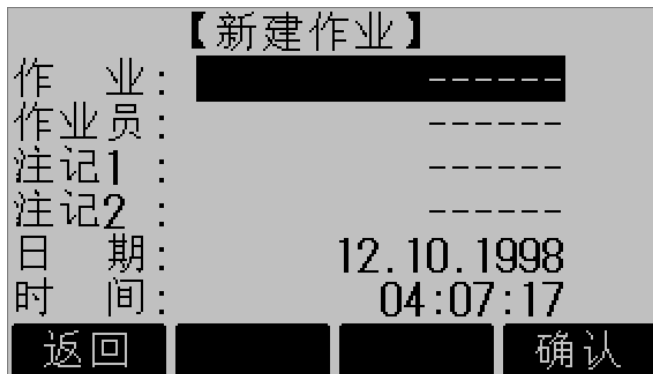 【新建作业】
作 业: ------
作业员: ------
注记1 : ------
注记2 : ------
日 期: 12.10.1998
时 间: 04:07:17
返回 确认